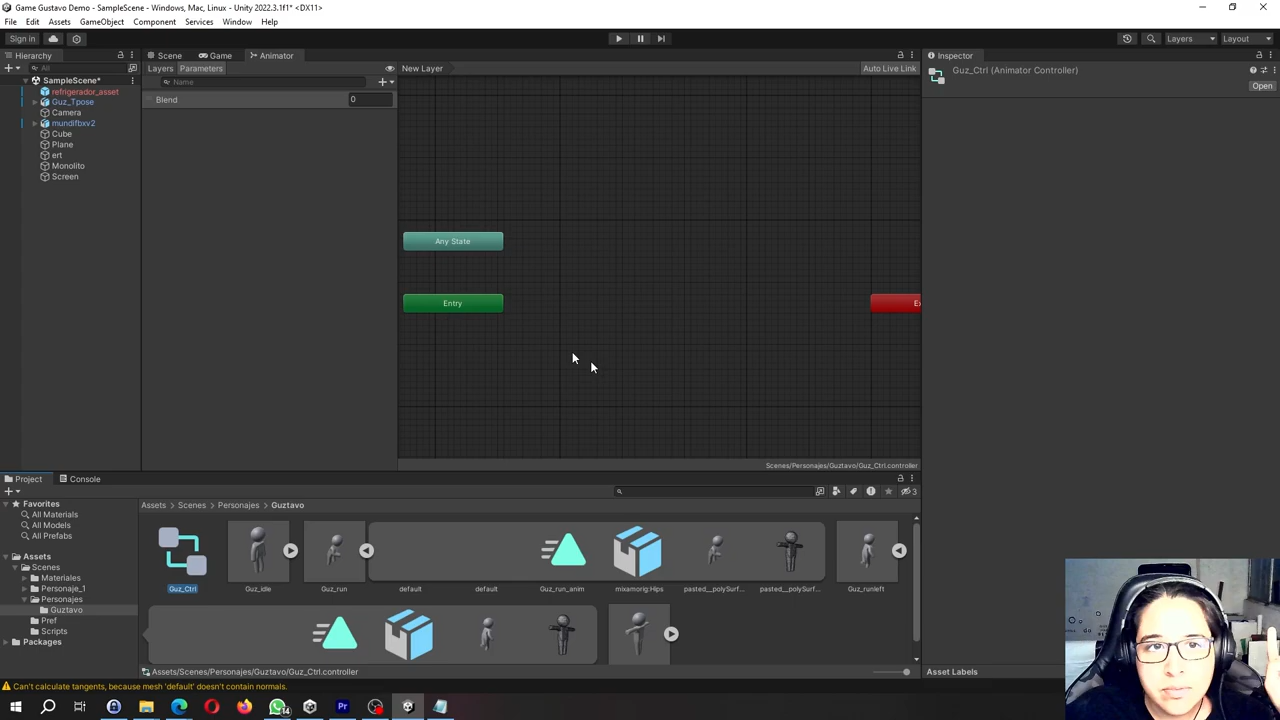 Game Gustavo Demo - SampleScene - Windows, Mac, Linux - Unity 2022.3.1f1* <DX11>
File Edit Assets GameObject Component Services Window Help
Sign in Layers Layout
Hierarchy Scene Game Animator Inspector
All Layers Parameters New Layer Auto Live Link Guz_Ctrl (Animator Controller)
SampleScene* Name Open
refrigerador_asset Blend 0
Guz_Tpose
Camera
mundifbxv2
Cube
Plane
ert
Monolito
Screen
Any State
Entry
Scenes/Personajes/Guztavo/Guz_Ctrl.controller
Project Console
3
Favorites Assets > Scenes > Personajes > Guztavo
All Materials
All Models
All Prefabs
Assets
Scenes
Materiales
Personaje_1
Personajes
Guztavo
Pref
Scripts
Packages
Guz_Ctrl Guz_idle Guz_run default default Guz_run_anim mixamorig:Hips pasted__polySurf... pasted__polySurf... Guz_runleft
Assets/Scenes/Personajes/Guztavo/Guz_Ctrl.controller Asset Labels
Can't calculate tangents, because mesh 'default' doesn't contain normals.
14